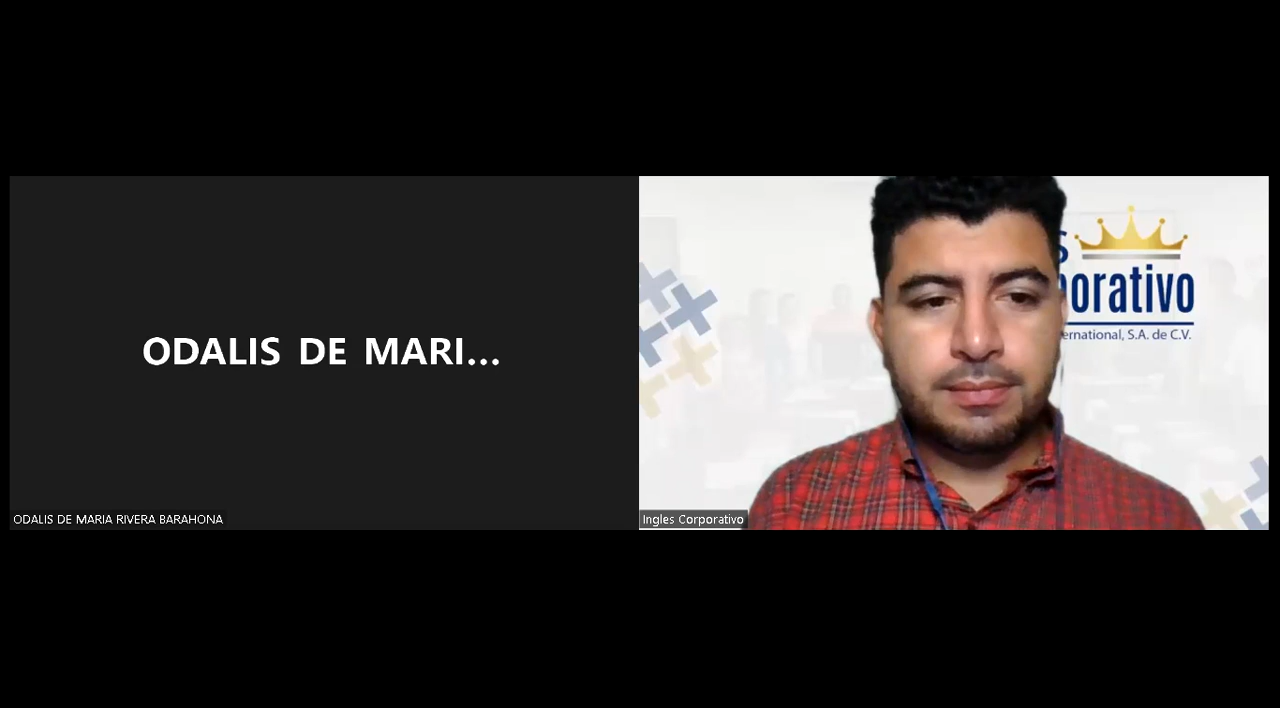 ODALIS DE MARI...
ODALIS DE MARIA RIVERA BARAHONA
s
orativo
ernational, S.A. de C.V.
Ingles Corporativo